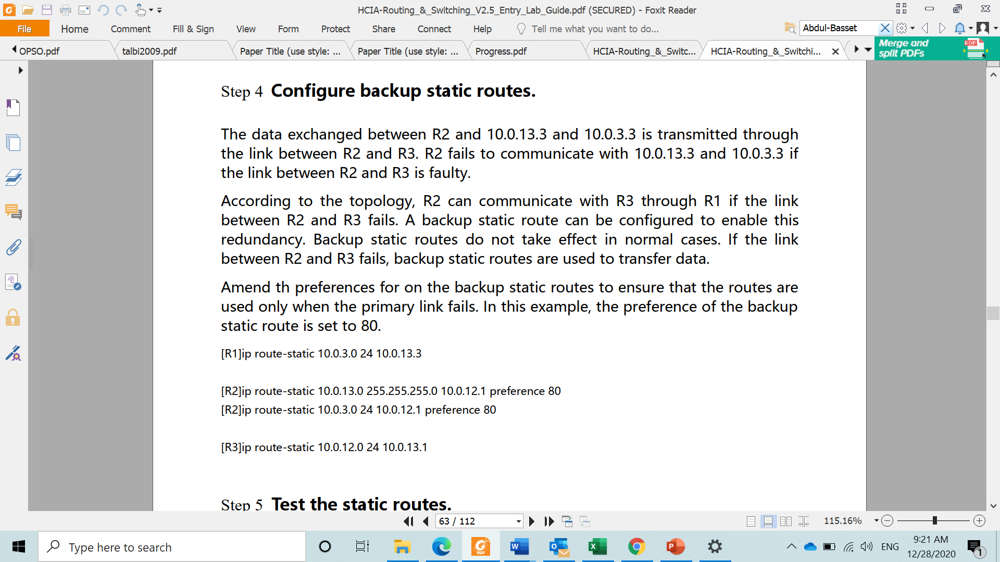 HCIA-Routing_&_Switching_V2.5_Entry_Lab_Guide.pdf (SECURED) - Foxit Reader
File Home Comment Fill & Sign View Form Protect Share Connect Help Tell me what you want to do... Abdul-Basset
OPSO.pdf talbi2009.pdf Paper Title (use style: ... Paper Title (use style: ... Progress.pdf HCIA-Routing_&_Switc... HCIA-Routing_&_Switchi...
Merge and
split PDFs
PDF
Step 4 Configure backup static routes.
The data exchanged between R2 and 10.0.13.3 and 10.0.3.3 is transmitted through
the link between R2 and R3. R2 fails to communicate with 10.0.13.3 and 10.0.3.3 if
the link between R2 and R3 is faulty.
According to the topology, R2 can communicate with R3 through R1 if the link
between R2 and R3 fails. A backup static route can be configured to enable this
redundancy. Backup static routes do not take effect in normal cases. If the link
between R2 and R3 fails, backup static routes are used to transfer data.
Amend th preferences for on the backup static routes to ensure that the routes are
used only when the primary link fails. In this example, the preference of the backup
static route is set to 80.
[R1]ip route-static 10.0.3.0 24 10.0.13.3
[R2]ip route-static 10.0.13.0 255.255.255.0 10.0.12.1 preference 80
[R2]ip route-static 10.0.3.0 24 10.0.12.1 preference 80
[R3]ip route-static 10.0.12.0 24 10.0.13.1
Step 5 Test the static routes.
63 / 112
115.16%
Type here to search
ENG
9:21 AM
12/28/2020
1